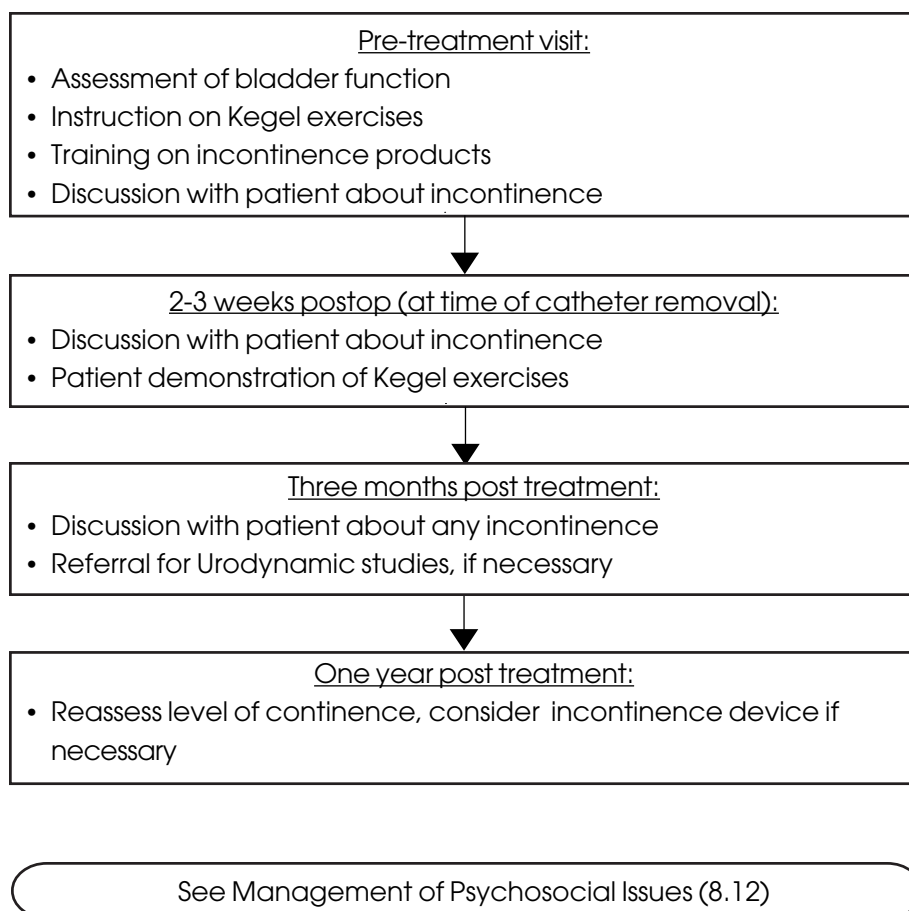 Pre-treatment visit:
• Assessment of bladder function
• Instruction on Kegel exercises
• Training on incontinence products
• Discussion with patient about incontinence
2-3 weeks postop (at time of catheter removal):
• Discussion with patient about incontinence
• Patient demonstration of Kegel exercises
Three months post treatment:
• Discussion with patient about any incontinence
• Referral for Urodynamic studies, if necessary
One year post treatment:
• Reassess level of continence, consider incontinence device if
necessary
See Management of Psychosocial Issues (8.12)